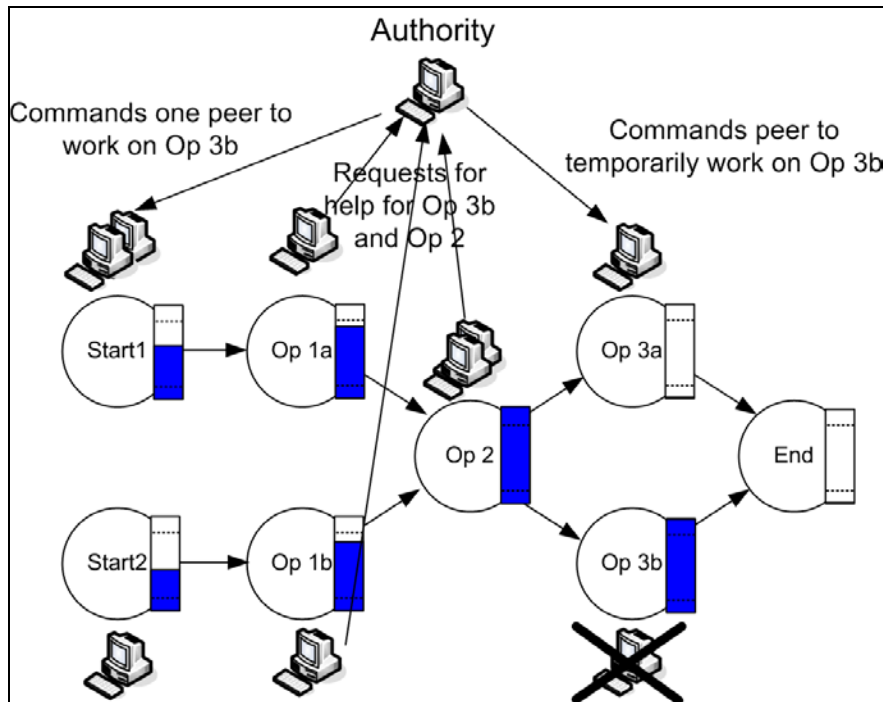 Authority
Commands one peer to
work on Op 3b
Commands peer to
temporarily work on Op 3b
Requests for
help for Op 3b
and Op 2
Start1
Op 1a
Op 3a
Op 2
End
Start2
Op 1b
Op 3b